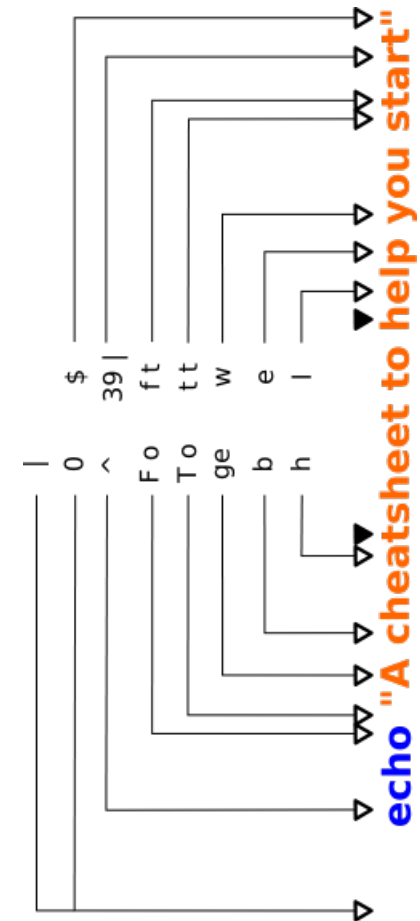 |
0 $
^ 39|
F o f t
T o t t
ge w
b e
h l
echo "A cheatsheet to help you start"